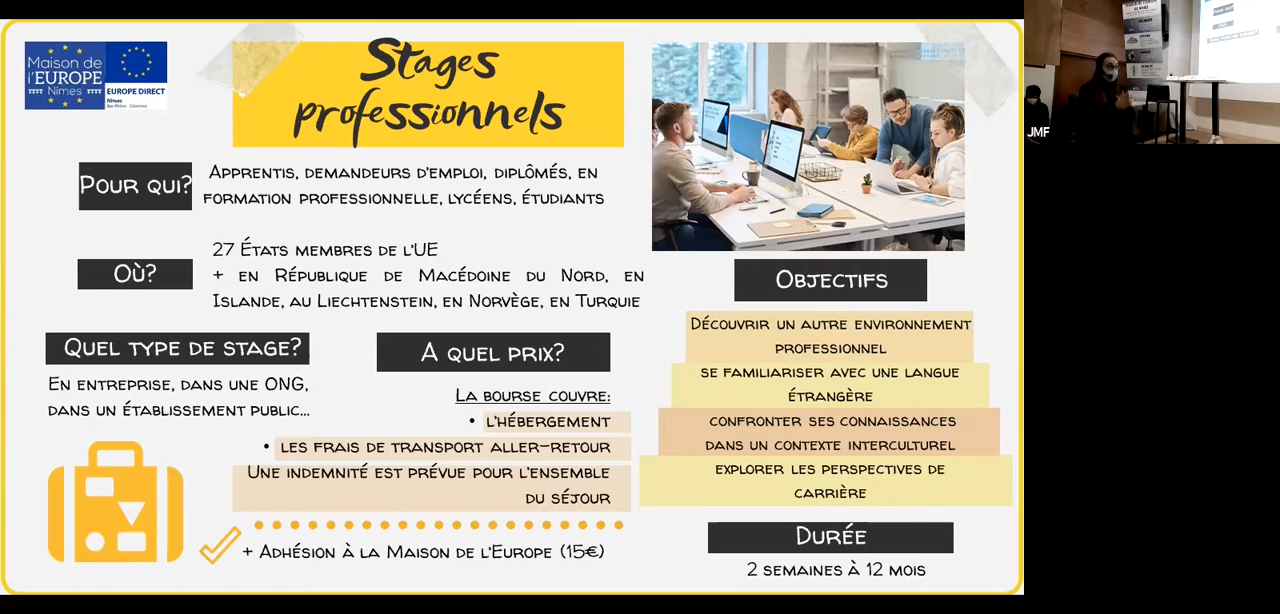 Maison de
l'EUROPE
Nîmes
EUROPE DIRECT
Nîmes
Stages
professionnels
Pour qui?
Apprentis, demandeurs d'emploi, diplômés, en
formation professionnelle, lycéens, étudiants
Où?
27 États membres de l'UE
+ en République de Macédoine du Nord, en
Islande, au Liechtenstein, en Norvège, en Turquie
Quel type de stage?
En entreprise, dans une ONG,
dans un établissement public...
A quel prix?
La bourse couvre:
• l'hébergement
• les frais de transport aller-retour
Une indemnité est prévue pour l'ensemble
du séjour
+ Adhésion à la Maison de l'Europe (15€)
Objectifs
Découvrir un autre environnement
professionnel
se familiariser avec une langue
étrangère
confronter ses connaissances
dans un contexte interculturel
explorer les perspectives de
carrière
Durée
2 semaines à 12 mois
JMF